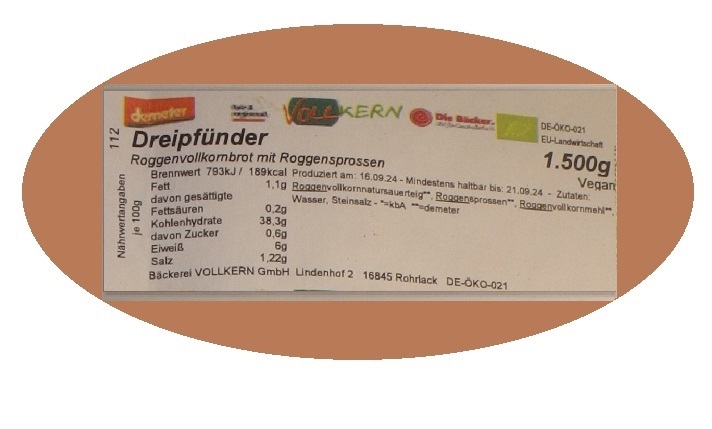 demeter
fair & regional
VOLLKERN
Die Bäcker.
DE-ÖKO-021
EU-Landwirtschaft
112
Dreipfünder
1.500g
Roggenvollkornbrot mit Roggensprossen
Vegan
Nährwertangaben
je 100g
Brennwert 793kJ / 189kcal
Fett 1,1g
davon gesättigte
Fettsäuren 0,2g
Kohlenhydrate 38,3g
davon Zucker 0,6g
Eiweiß 6g
Salz 1,22g
Produziert am: 16.09.24 - Mindestens haltbar bis: 21.09.24 - Zutaten:
Roggenvollkornnatursauerteig**, Roggensprossen**, Roggenvollkornmehl**,
Wasser, Steinsalz - *=kbA **=demeter
Bäckerei VOLLKERN GmbH Lindenhof 2 16845 Rohrlack DE-ÖKO-021